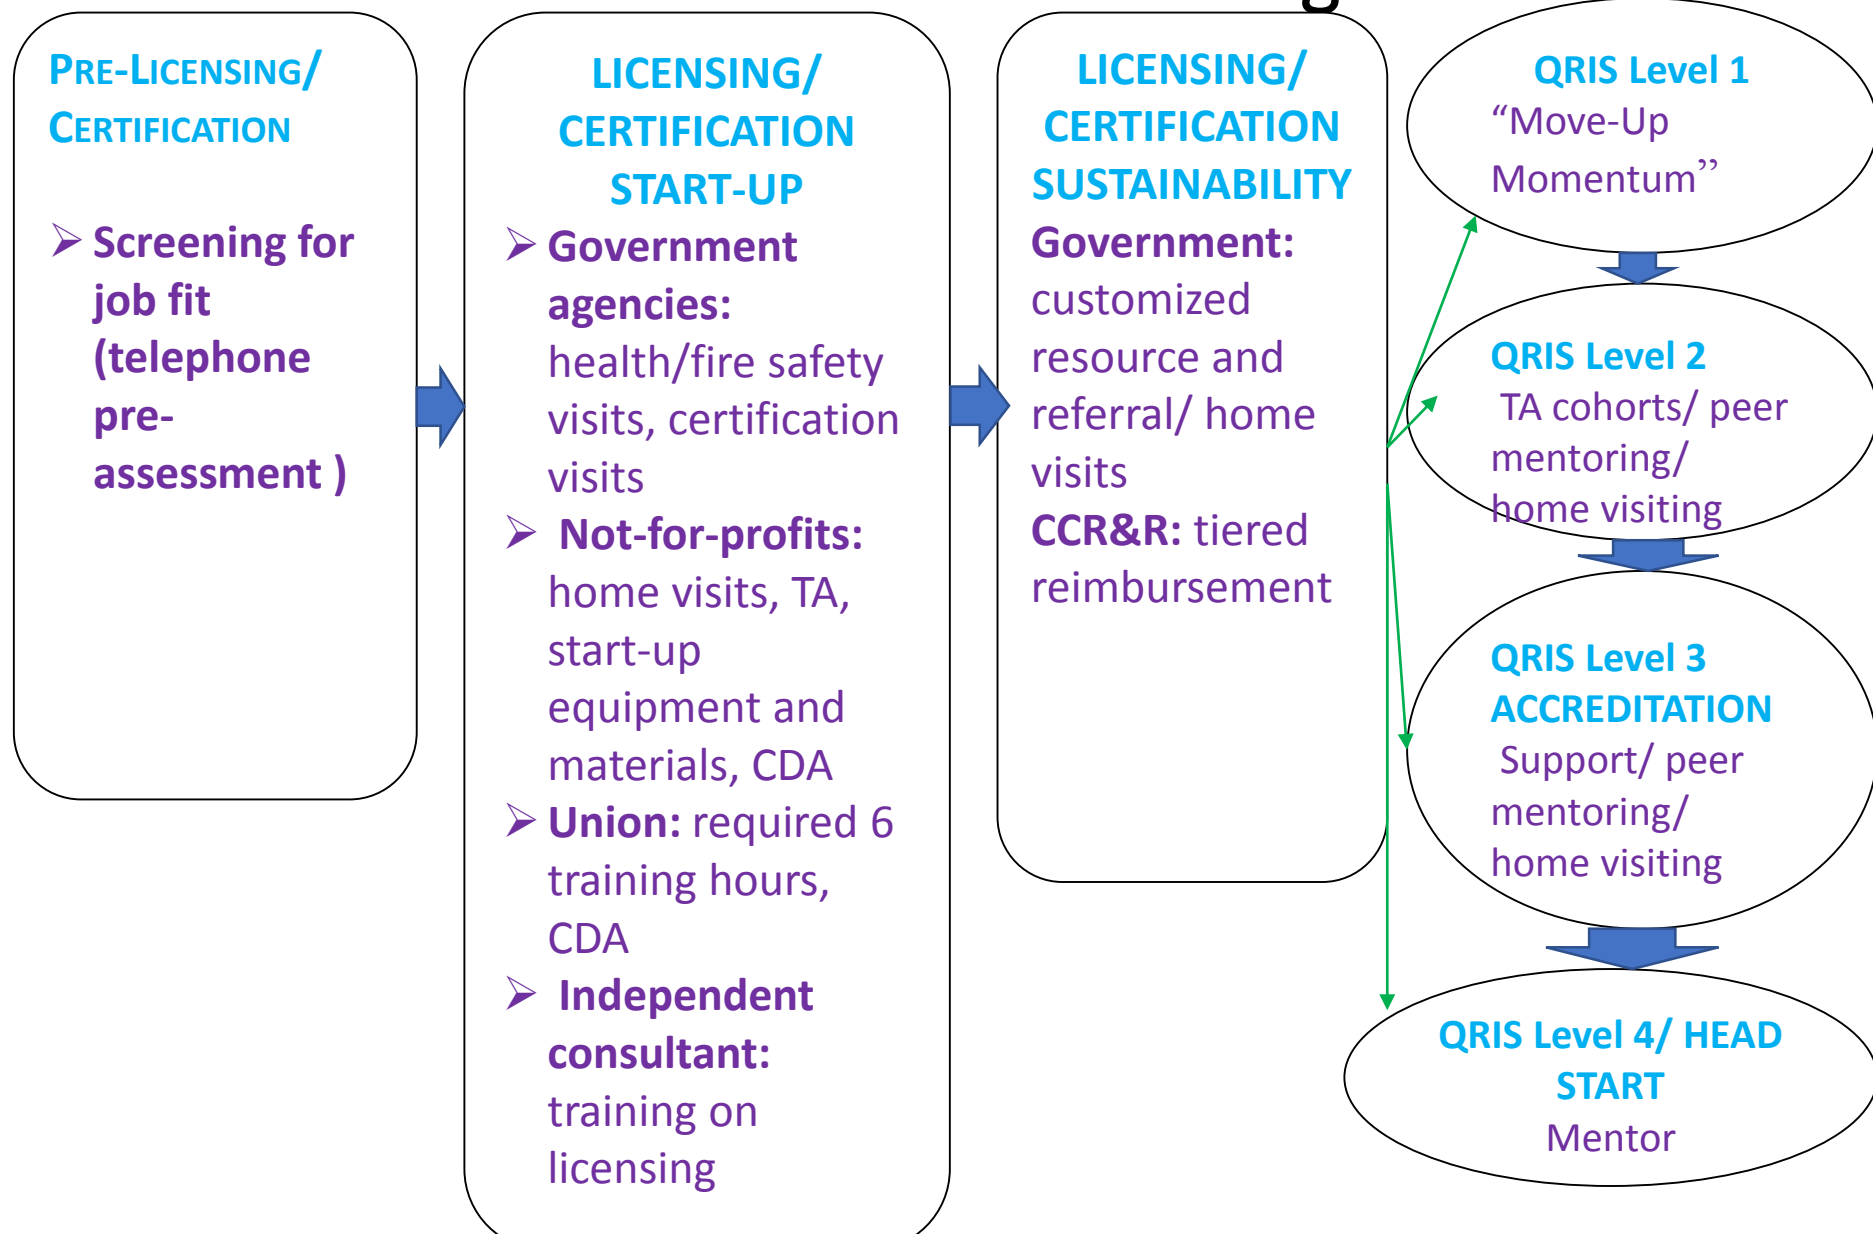 g
PRE-LICENSING/
CERTIFICATION
➢ Screening for
job fit
(telephone
pre-
assessment )
LICENSING/
CERTIFICATION
START-UP
➢ Government
agencies:
health/fire safety
visits, certification
visits
➢ Not-for-profits:
home visits, TA,
start-up
equipment and
materials, CDA
➢ Union: required 6
training hours,
CDA
➢ Independent
consultant:
training on
licensing
LICENSING/
CERTIFICATION
SUSTAINABILITY
Government:
customized
resource and
referral/ home
visits
CCR&R: tiered
reimbursement
QRIS Level 1
“Move-Up
Momentum”
QRIS Level 2
TA cohorts/ peer
mentoring/
home visiting
QRIS Level 3
ACCREDITATION
Support/ peer
mentoring/
home visiting
QRIS Level 4/ HEAD
START
Mentor